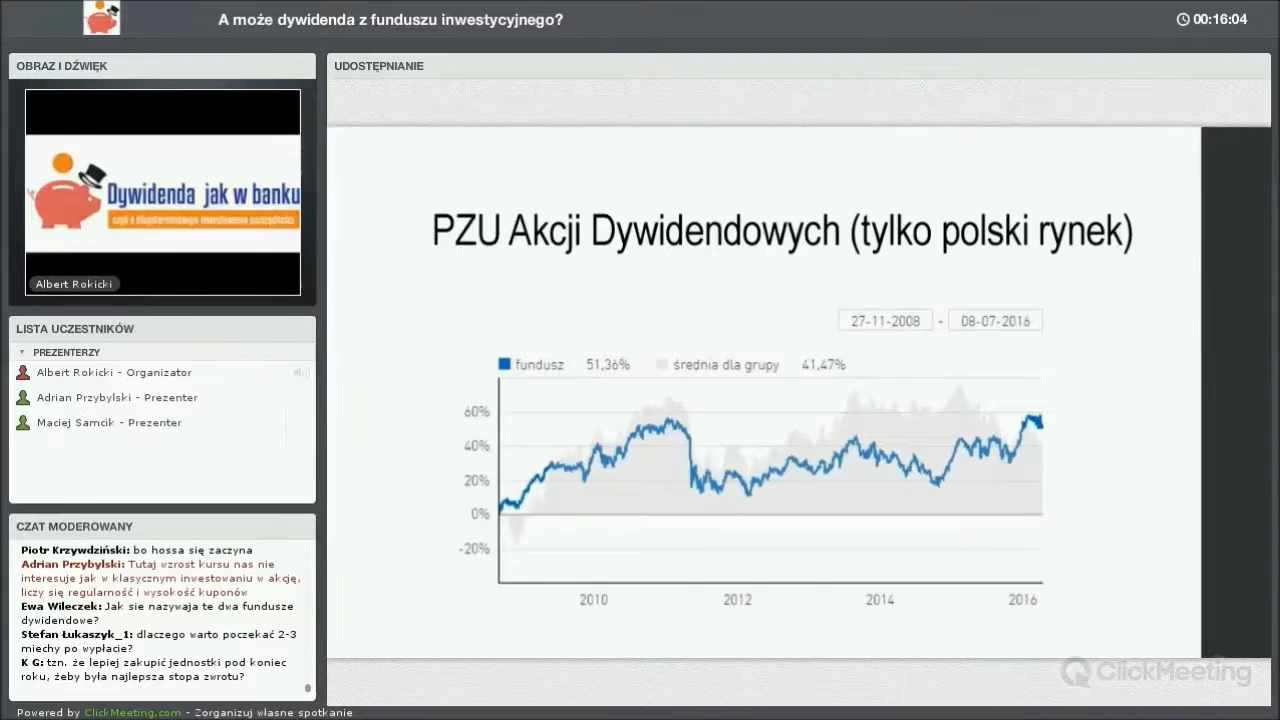 A może dywidenda z funduszu inwestycyjnego?
00:16:04
OBRAZ I DŹWIĘK
Dywidenda jak w banku
czyli o długoterminowym inwestowaniu oszczędności
Albert Rokicki
LISTA UCZESTNIKÓW
PREZENTERZY
Albert Rokicki - Organizator
Adrian Przybylski - Prezenter
Maciej Samcik - Prezenter
CZAT MODEROWANY
Piotr Krzywdziński: bo hossa się zaczyna
Adrian Przybylski: Tutaj wzrost kursu nas nie
interesuje jak w klasycznym inwestowaniu w akcję,
liczy się regularność i wysokość kuponów
Ewa Wileczek: Jak sie nazywaja te dwa fundusze
dywidendowe?
Stefan Łukaszyk_1: dlaczego warto poczekać 2-3
miechy po wypłacie?
K G: tzn. że lepiej zakupić jednostki pod koniec
roku, żeby była najlepsza stopa zwrotu?
UDOSTĘPNIANIE
PZU Akcji Dywidendowych (tylko polski rynek)
27-11-2008 - 08-07-2016
fundusz 51,36% średnia dla grupy 41,47%
60%
40%
20%
0%
-20%
2010 2012 2014 2016
ClickMeeting
Powered by ClickMeeting.com - Zorganizuj własne spotkanie